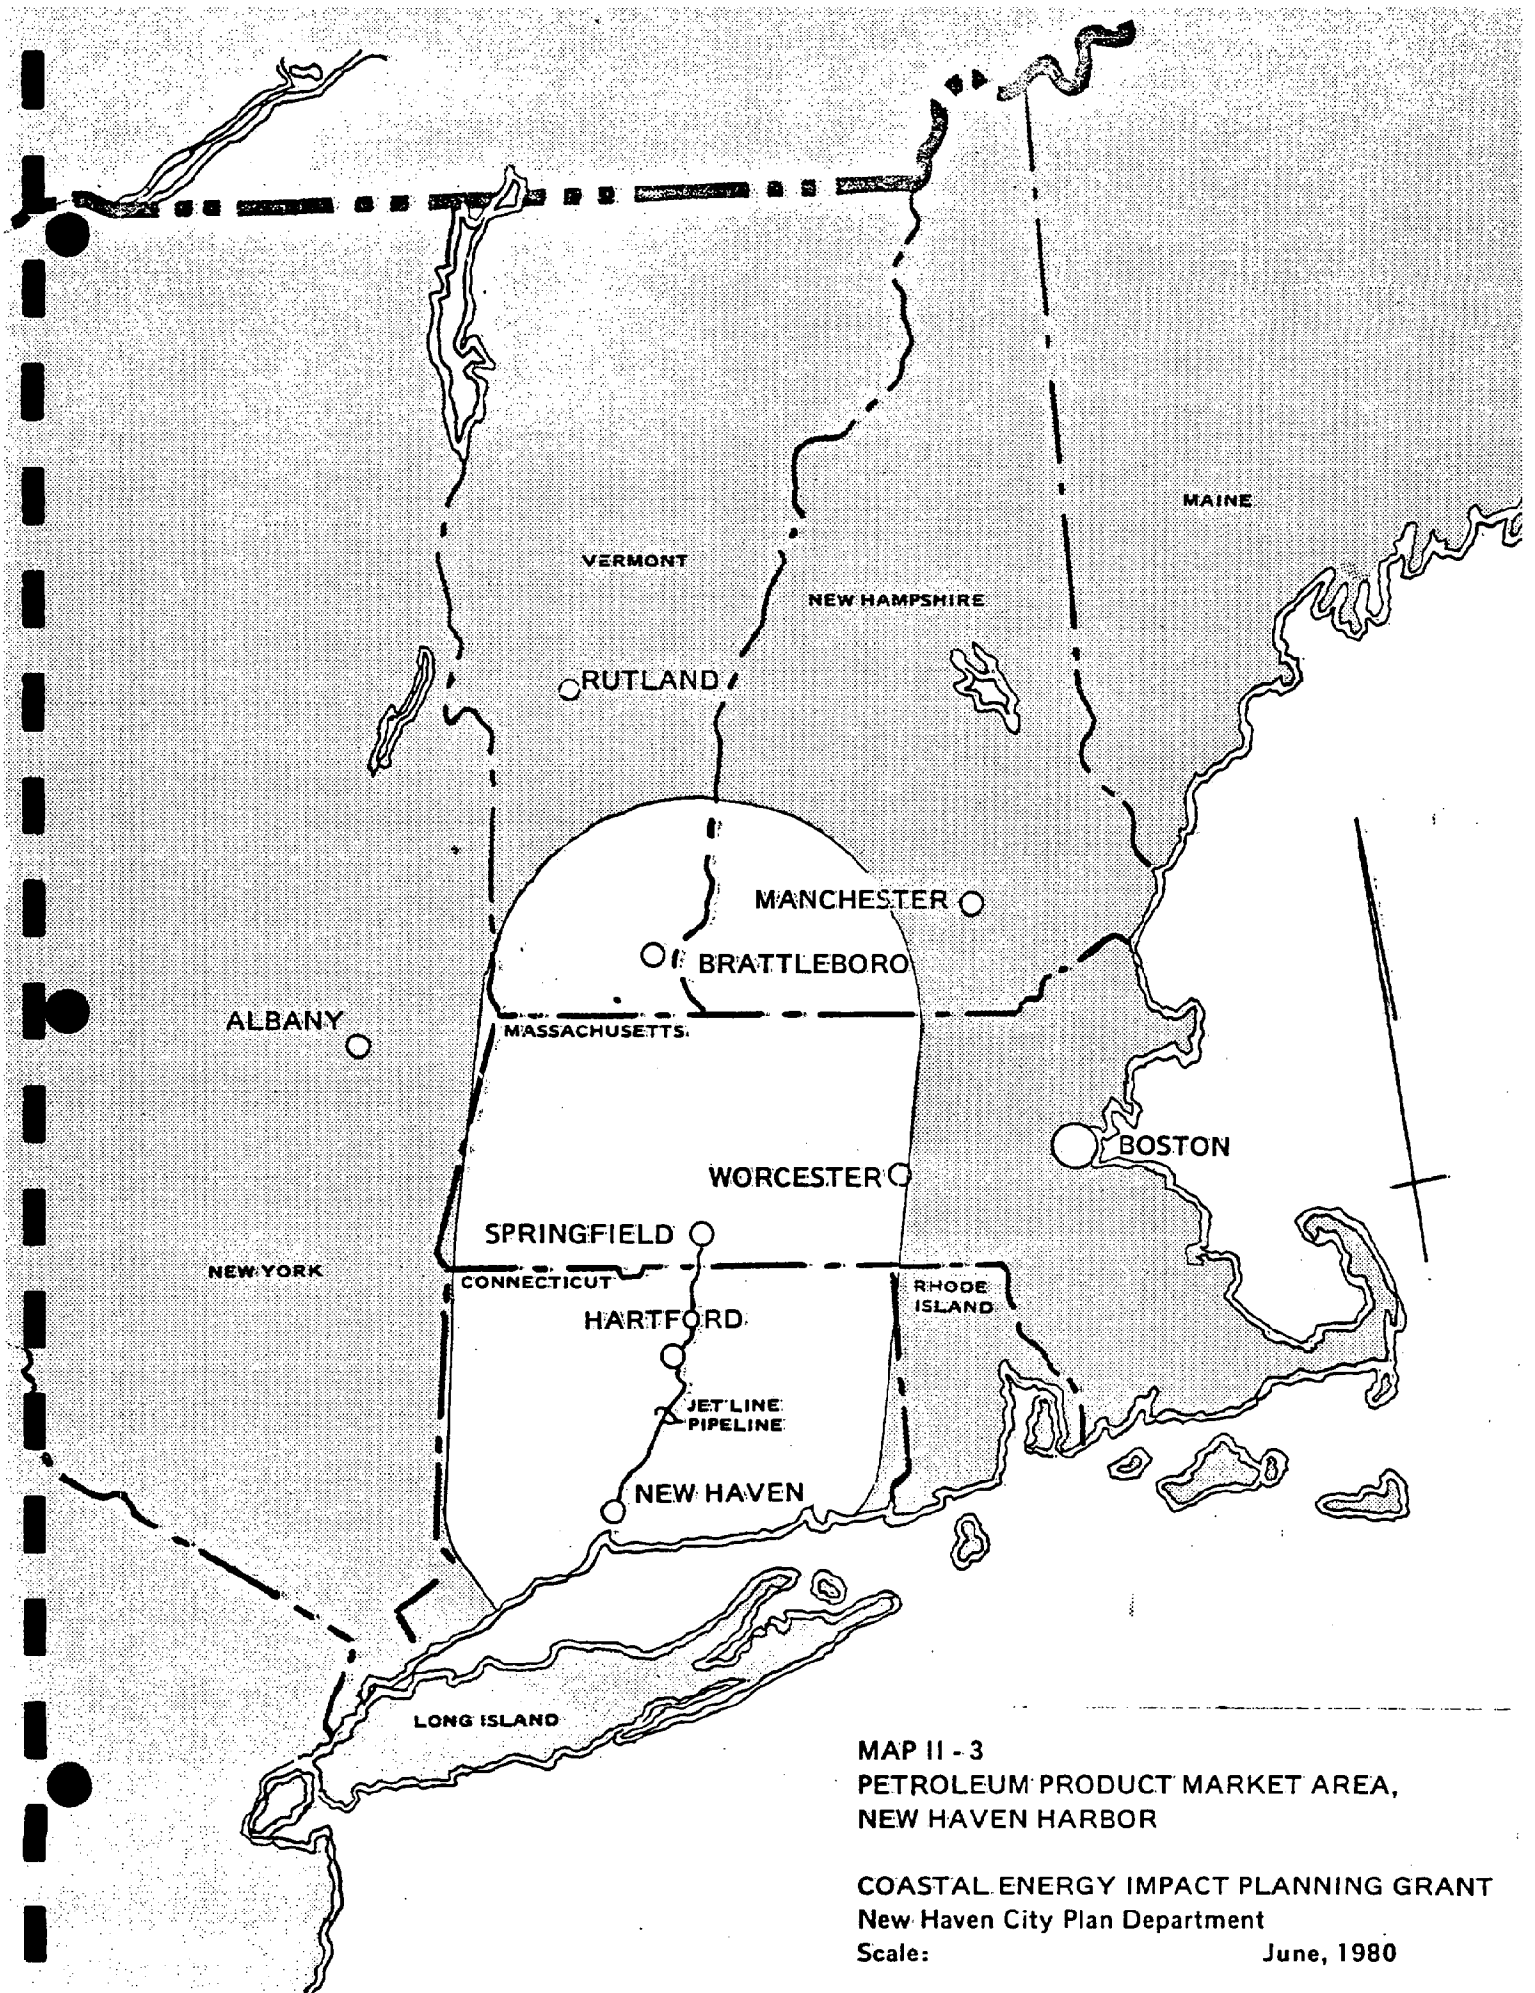 MAINE
VERMONT
NEW HAMPSHIRE
RUTLAND
MANCHESTER
BRATTLEBORO
ALBANY
MASSACHUSETTS
BOSTON
WORCESTER
SPRINGFIELD
NEW YORK
CONNECTICUT
RHODE
ISLAND
HARTFORD
JET LINE
PIPELINE
NEW HAVEN
LONG ISLAND
MAP II - 3
PETROLEUM PRODUCT MARKET AREA,
NEW HAVEN HARBOR
COASTAL ENERGY IMPACT PLANNING GRANT
New Haven City Plan Department
Scale: June, 1980